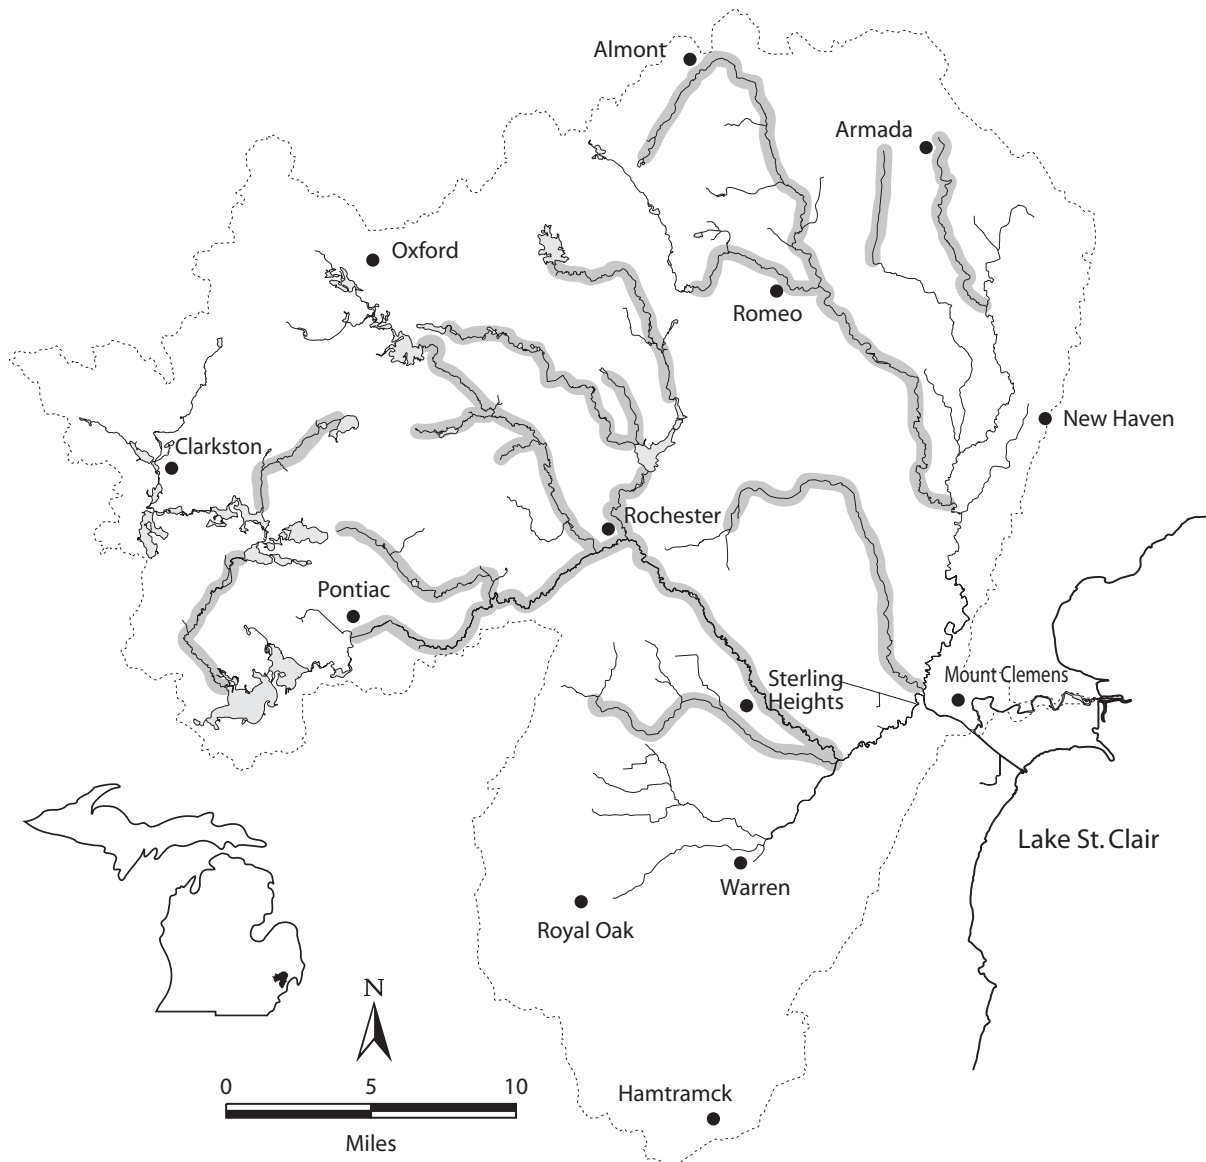 Almont
Armada
Oxford
Romeo
New Haven
Clarkston
Rochester
Pontiac
Sterling
Heights
Mount Clemens
Lake St. Clair
Warren
Royal Oak
N
0 5 10
Miles
Hamtramck